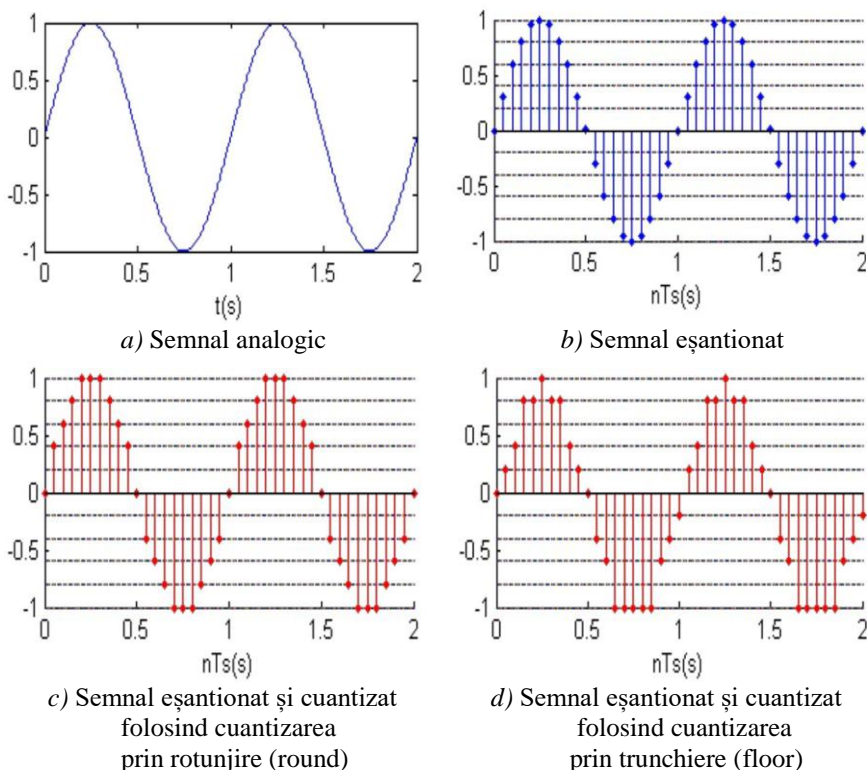 1
0.5
0
-0.5
-1
0 0.5 1 1.5 2
t(s)
a) Semnal analogic
1
0.5
0
-0.5
-1
0 0.5 1 1.5 2
nTs(s)
b) Semnal eșantionat
1
0.5
0
-0.5
-1
0 0.5 1 1.5 2
nTs(s)
c) Semnal eșantionat și cuantizat
folosind cuantizarea
prin rotunjire (round)
1
0.5
0
-0.5
-1
0 0.5 1 1.5 2
nTs(s)
d) Semnal eșantionat și cuantizat
folosind cuantizarea
prin trunchiere (floor)